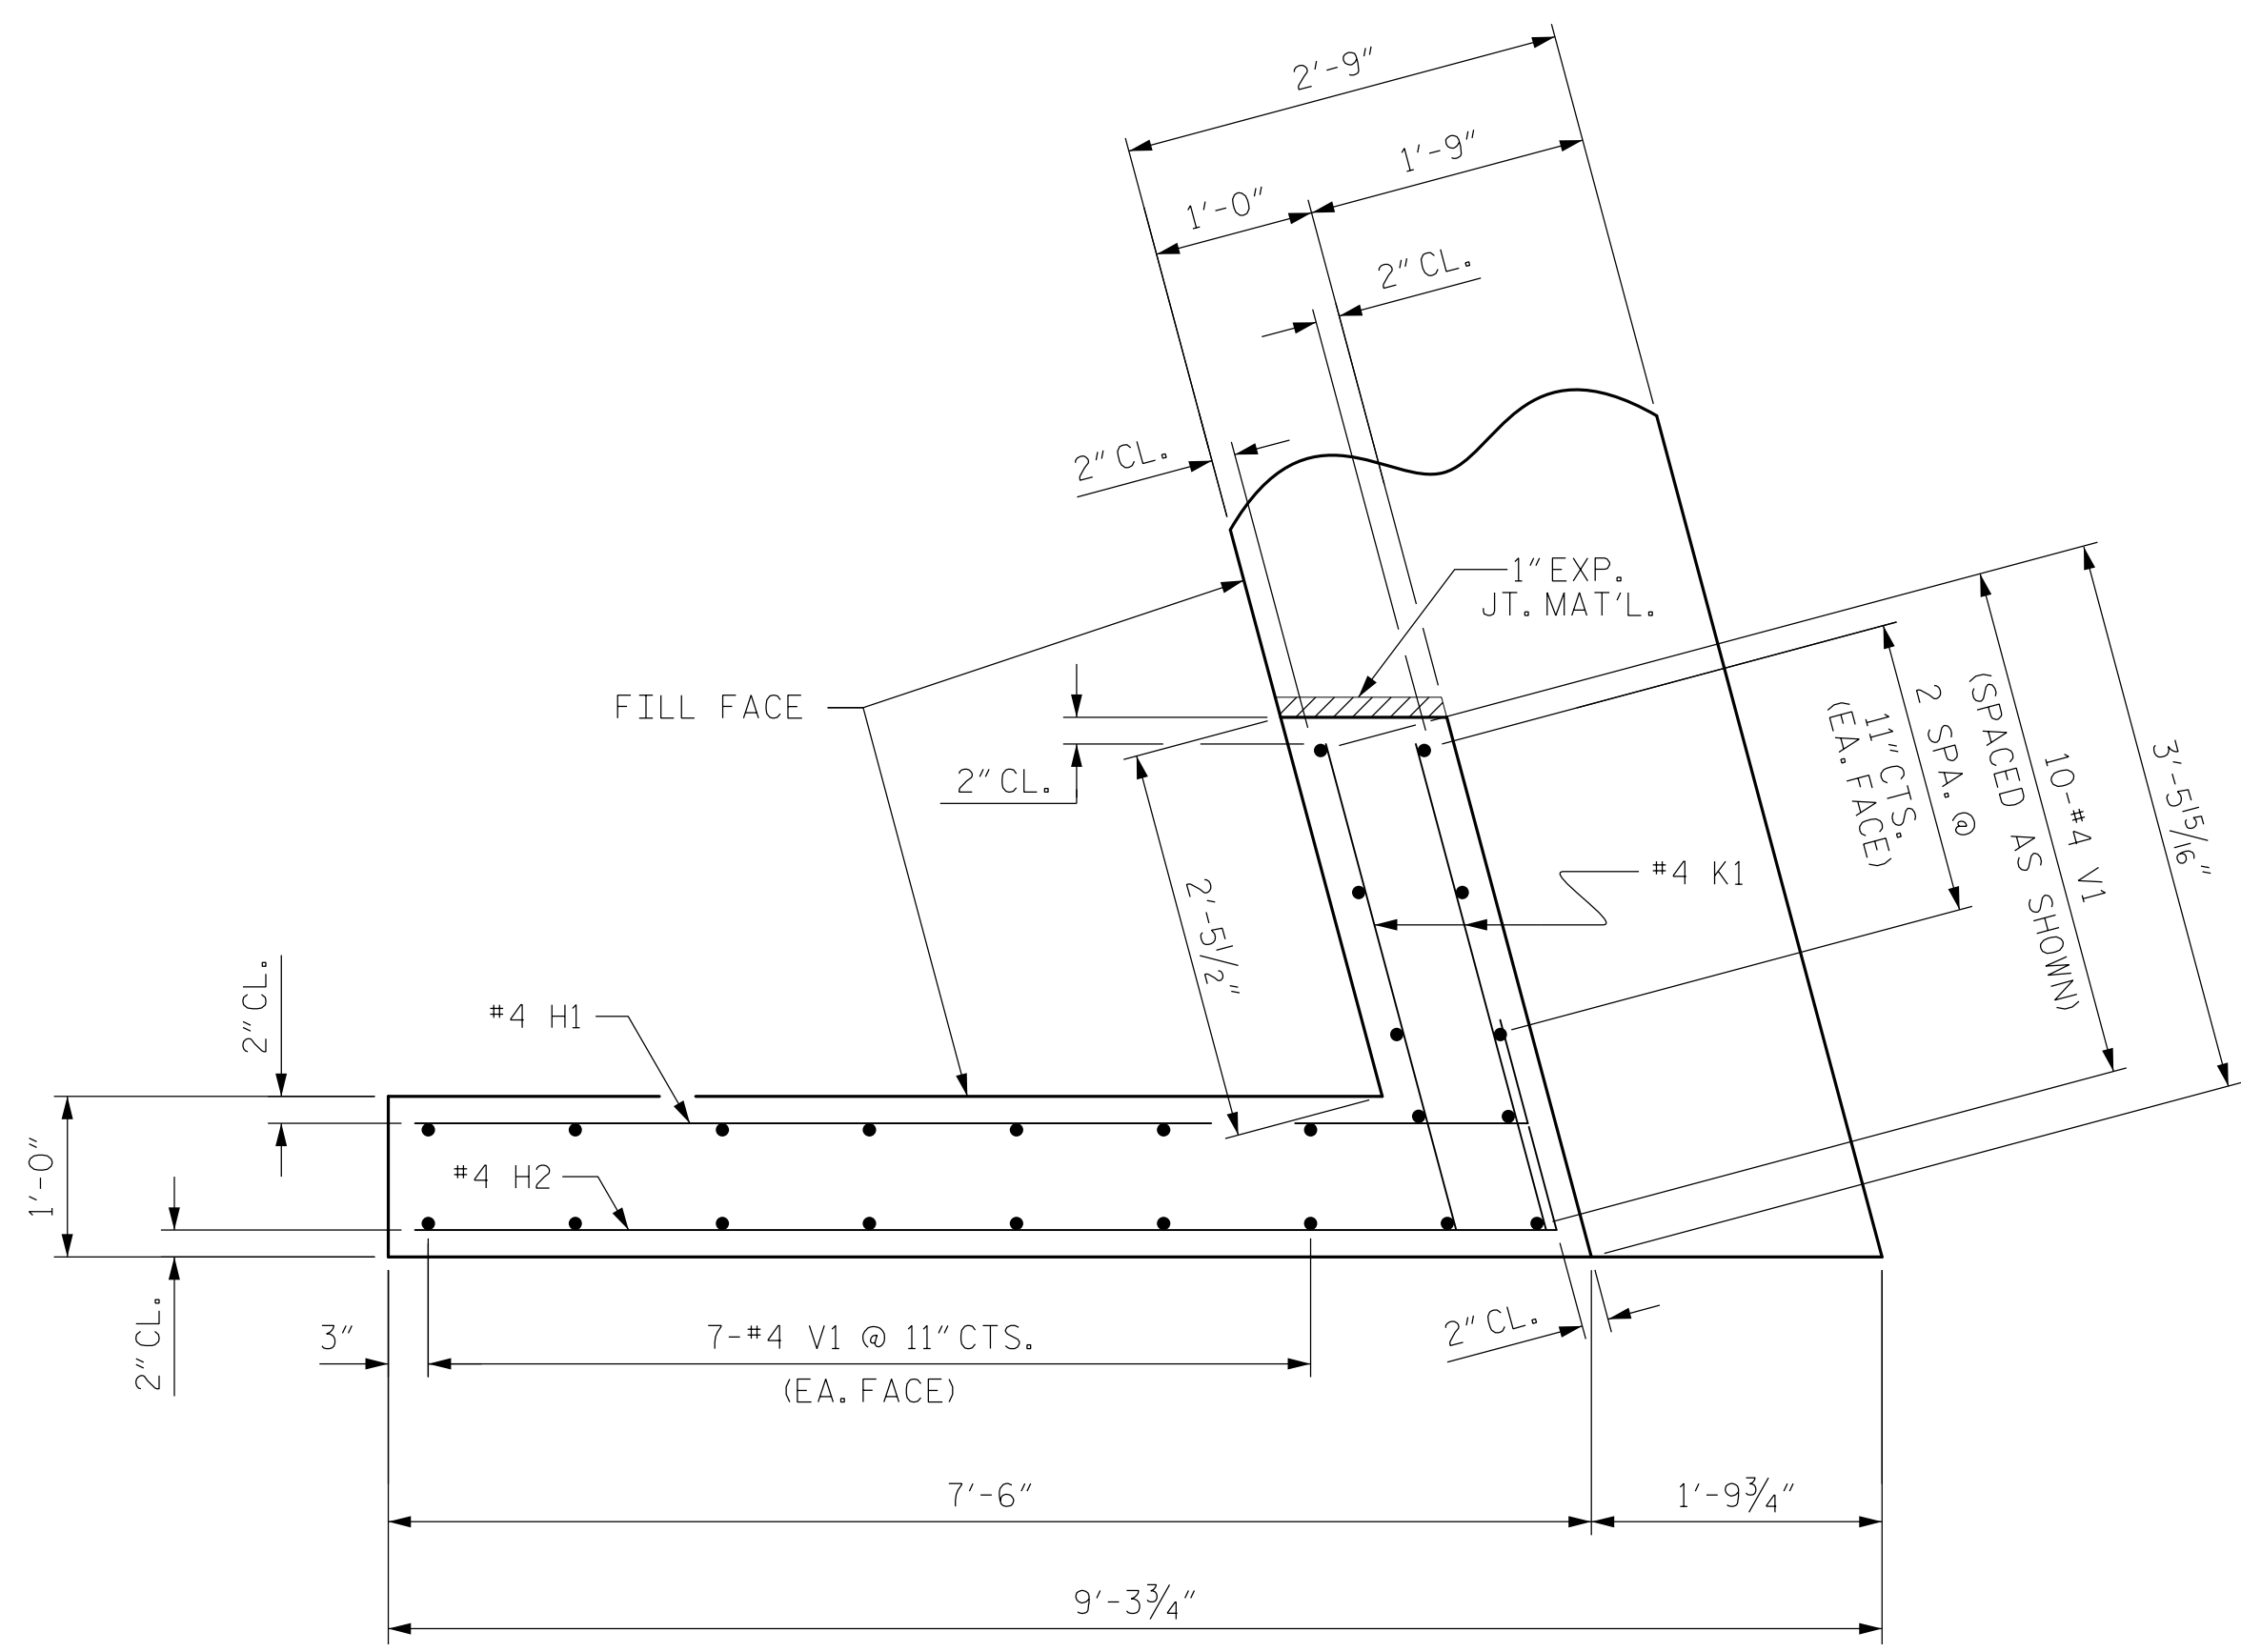 2'-9"
1'-9"
1'-0"
2" CL.
2" CL.
1" EXP.
JT. MAT'L.
FILL FACE
2" CL.
2 SPA. @
11" CTS.
(EA. FACE)
10-#4 V1
(SPACED AS SHOWN)
3'-5 15/16"
#4 K1
2'-5 1/2"
2" CL.
#4 H1
1'-0"
#4 H2
2" CL.
3"
7-#4 V1 @ 11" CTS.
(EA. FACE)
2" CL.
7'-6"
1'-9 3/4"
9'-3 3/4"